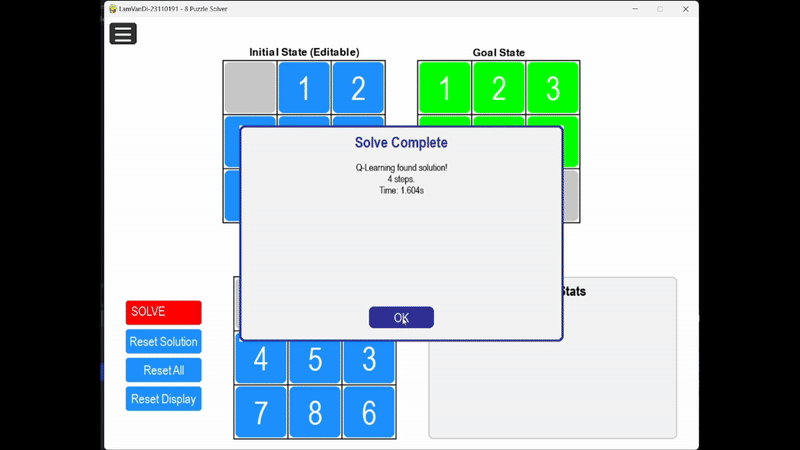 LamVanDi-23110191 - 8 Puzzle Solver
Initial State (Editable)
Goal State
1 2
1 2 3
Solve Complete
Q-Learning found solution!
4 steps.
Time: 1.604s
OK
Stats
SOLVE
Reset Solution
Reset All
Reset Display
4 5 3
7 8 6